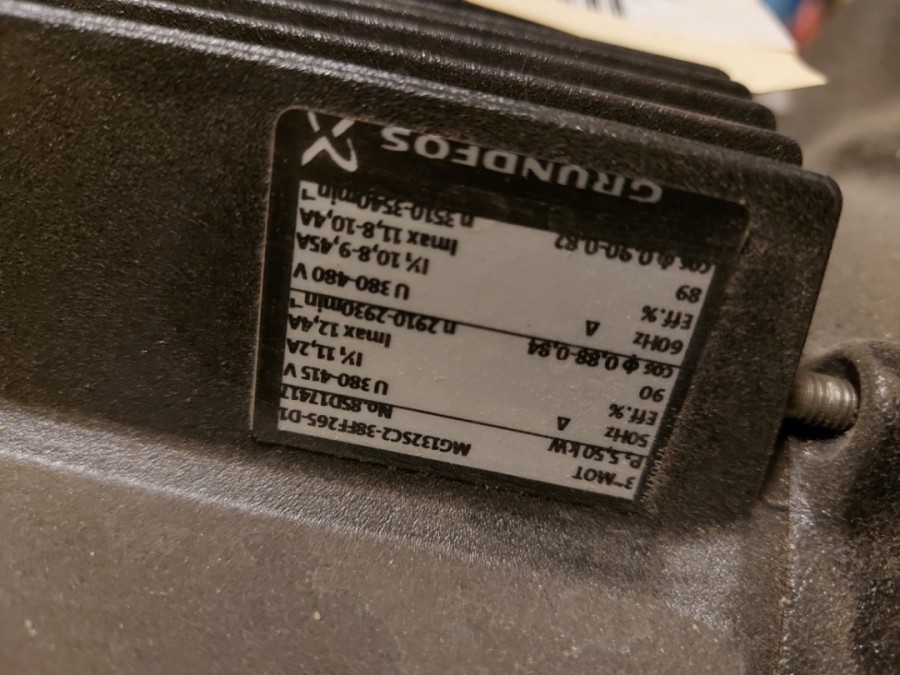 3~MOT MG132SC2-38FF265-D1
P₂ 5,50 kW No.8SD17417
50Hz Δ U 380-415 V
Eff.% I1/1 11,2A
90 Imax 12,4A
cos φ 0,88-0,84 n 2910-2930min⁻¹
60Hz Δ U 380-480 V
Eff.% I1/1 10,8-9,45A
89 Imax 11,8-10,4A
cos φ 0,90-0,82 n 3510-3540min⁻¹
GRUNDFOS